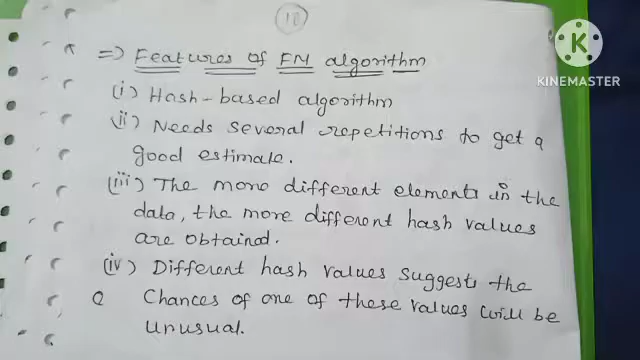 18
K
KINEMASTER
=) Features of FM algorithm
(i) Hash-based algorithm
(ii) Needs several repetitions to get a
good estimate.
(iii) The more different elements in the
data, the more different hash values
are obtained.
(iv) Different hash values suggests the
Chances of one of these values will be
unusual.